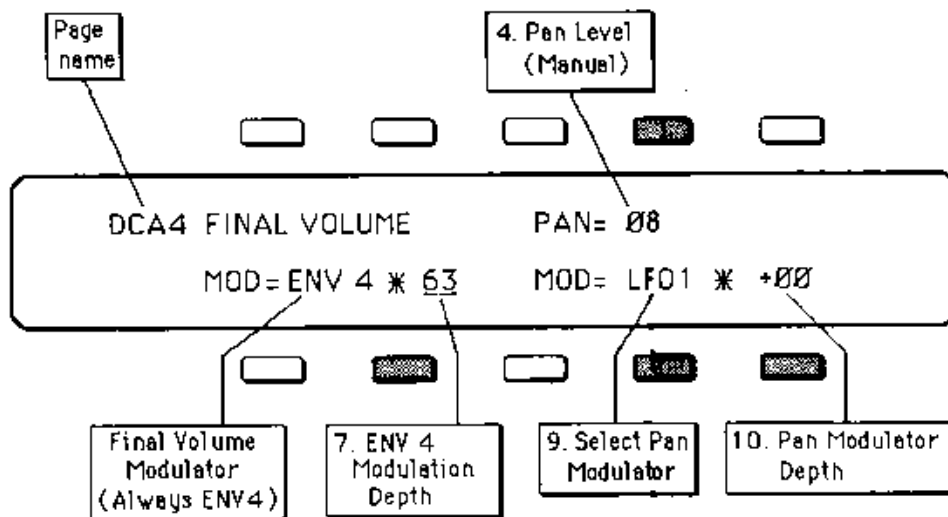 Page
name
4. Pan Level
(Manual)
DCA4 FINAL VOLUME PAN= Ø8
MOD=ENV 4 * 63 MOD= LFO1 * +ØØ
Final Volume
Modulator
(Always ENV4)
7. ENV 4
Modulation
Depth
9. Select Pan
Modulator
10. Pan Modulator
Depth